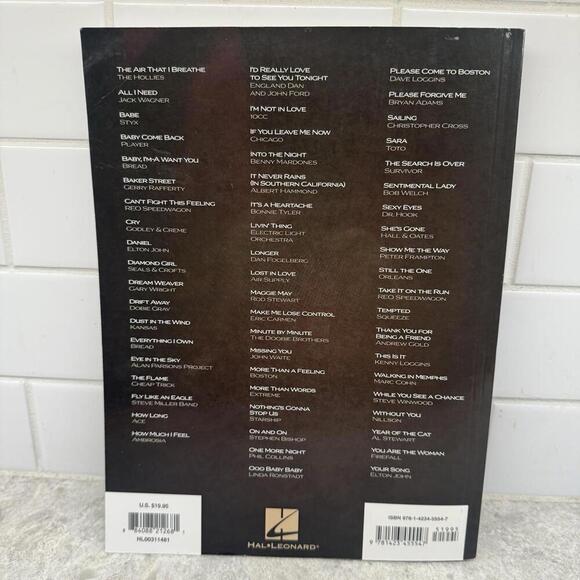 THE AIR THAT I BREATHE
THE HOLLIES
ALL I NEED
JACK WAGNER
BABE
STYX
BABY COME BACK
PLAYER
BABY, I'M-A WANT YOU
BREAD
BAKER STREET
GERRY RAFFERTY
CAN'T FIGHT THIS FEELING
REO SPEEDWAGON
CRY
GODLEY & CREME
DANIEL
ELTON JOHN
DIAMOND GIRL
SEALS & CROFTS
DREAM WEAVER
GARY WRIGHT
DRIFT AWAY
DOBIE GRAY
DUST IN THE WIND
KANSAS
EVERYTHING I OWN
BREAD
EYE IN THE SKY
ALAN PARSONS PROJECT
THE FLAME
CHEAP TRICK
FLY LIKE AN EAGLE
STEVE MILLER BAND
HOW LONG
ACE
HOW MUCH I FEEL
AMBROSIA
I'D REALLY LOVE
TO SEE YOU TONIGHT
ENGLAND DAN
AND JOHN FORD
I'M NOT IN LOVE
10CC
IF YOU LEAVE ME NOW
CHICAGO
INTO THE NIGHT
BENNY MARDONES
IT NEVER RAINS
(IN SOUTHERN CALIFORNIA)
ALBERT HAMMOND
IT'S A HEARTACHE
BONNIE TYLER
LIVIN' THING
ELECTRIC LIGHT
ORCHESTRA
LONGER
DAN FOGELBERG
LOST IN LOVE
AIR SUPPLY
MAGGIE MAY
ROD STEWART
MAKE ME LOSE CONTROL
ERIC CARMEN
MINUTE BY MINUTE
THE DOOBIE BROTHERS
MISSING YOU
JOHN WAITE
MORE THAN A FEELING
BOSTON
MORE THAN WORDS
EXTREME
NOTHING'S GONNA
STOP US
STARSHIP
ON AND ON
STEPHEN BISHOP
ONE MORE NIGHT
PHIL COLLINS
OOO BABY BABY
LINDA RONSTADT
PLEASE COME TO BOSTON
DAVE LOGGINS
PLEASE FORGIVE ME
BRYAN ADAMS
SAILING
CHRISTOPHER CROSS
SARA
TOTO
THE SEARCH IS OVER
SURVIVOR
SENTIMENTAL LADY
BOB WELCH
SEXY EYES
DR. HOOK
SHE'S GONE
HALL & OATES
SHOW ME THE WAY
PETER FRAMPTON
STILL THE ONE
ORLEANS
TAKE IT ON THE RUN
REO SPEEDWAGON
TEMPTED
SQUEEZE
THANK YOU FOR
BEING A FRIEND
ANDREW GOLD
THIS IS IT
KENNY LOGGINS
WALKING IN MEMPHIS
MARC COHN
WHILE YOU SEE A CHANCE
STEVE WINWOOD
WITHOUT YOU
NILLSON
YEAR OF THE CAT
AL STEWART
YOU ARE THE WOMAN
FIREFALL
YOUR SONG
ELTON JOHN
U.S. $19.95
8 84088 21268 1
HL00311481
HAL•LEONARD®
ISBN 978-1-4234-5554-7
51995
9 781423 455547